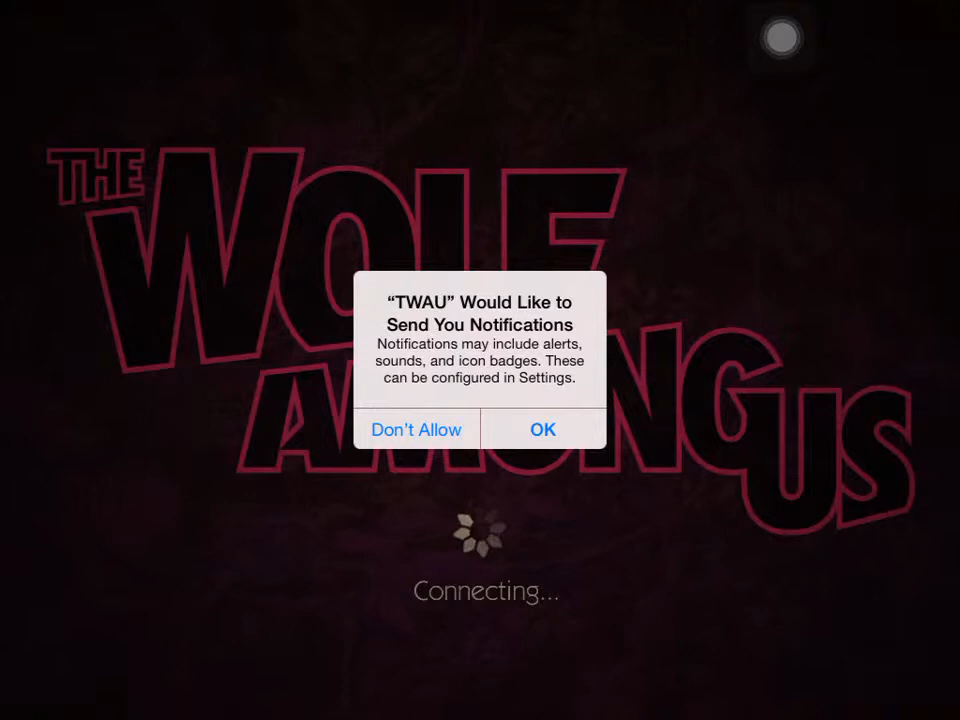 THE
WOLF
AMONG
US
“TWAU” Would Like to
Send You Notifications
Notifications may include alerts,
sounds, and icon badges. These
can be configured in Settings.
Don’t Allow
OK
Connecting...